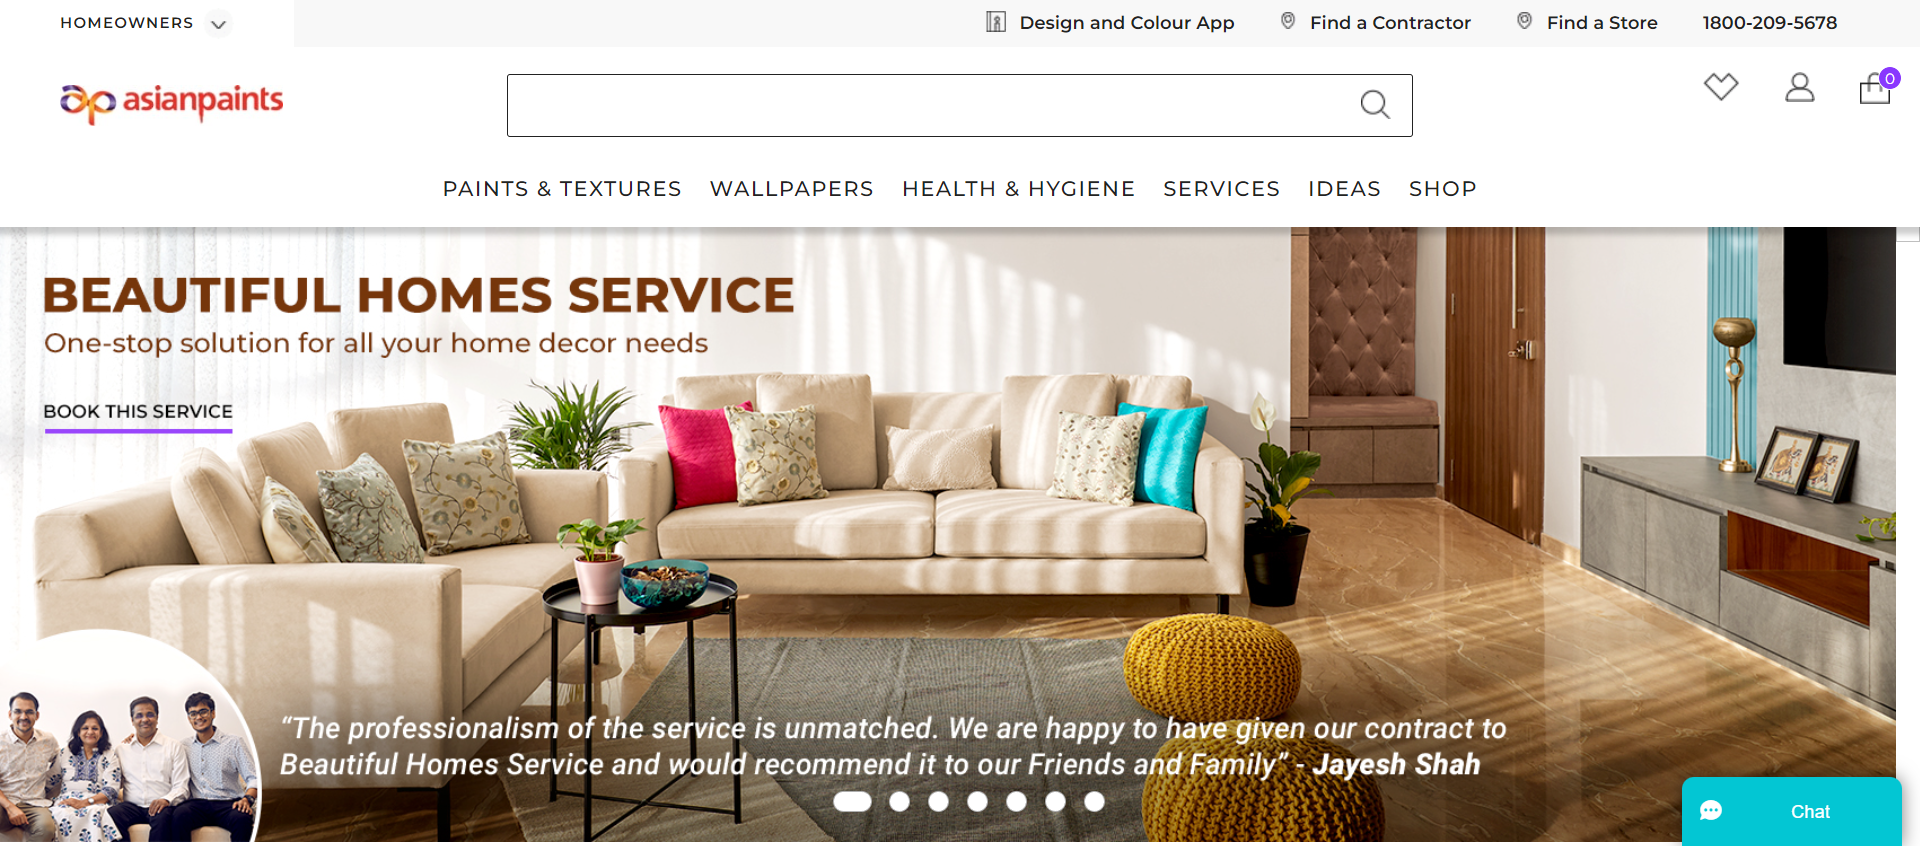 HOMEOWNERS
Design and Colour App
Find a Contractor
Find a Store
1800-209-5678
asianpaints
0
PAINTS & TEXTURES
WALLPAPERS
HEALTH & HYGIENE
SERVICES
IDEAS
SHOP
BEAUTIFUL HOMES SERVICE
One-stop solution for all your home decor needs
BOOK THIS SERVICE
“The professionalism of the service is unmatched. We are happy to have given our contract to
Beautiful Homes Service and would recommend it to our Friends and Family” - Jayesh Shah
Chat